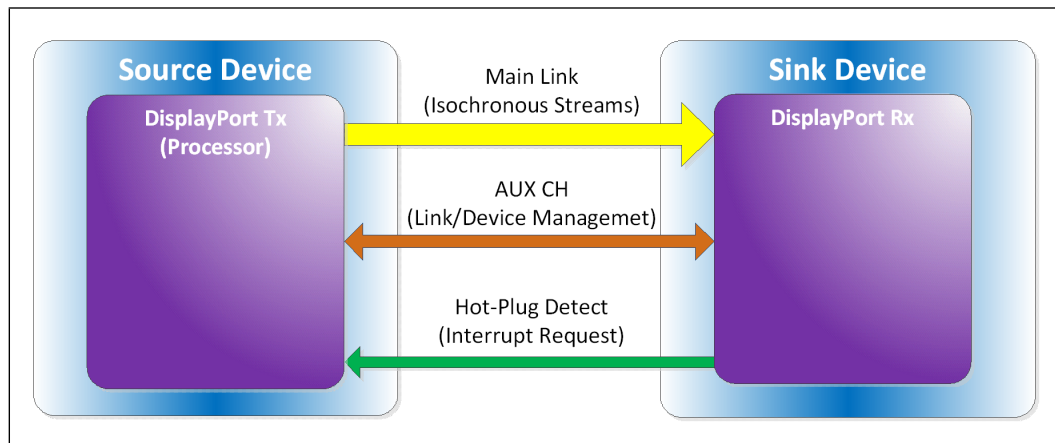 Source Device
DisplayPort Tx
(Processor)
Main Link
(Isochronous Streams)
AUX CH
(Link/Device Managemet)
Hot-Plug Detect
(Interrupt Request)
Sink Device
DisplayPort Rx